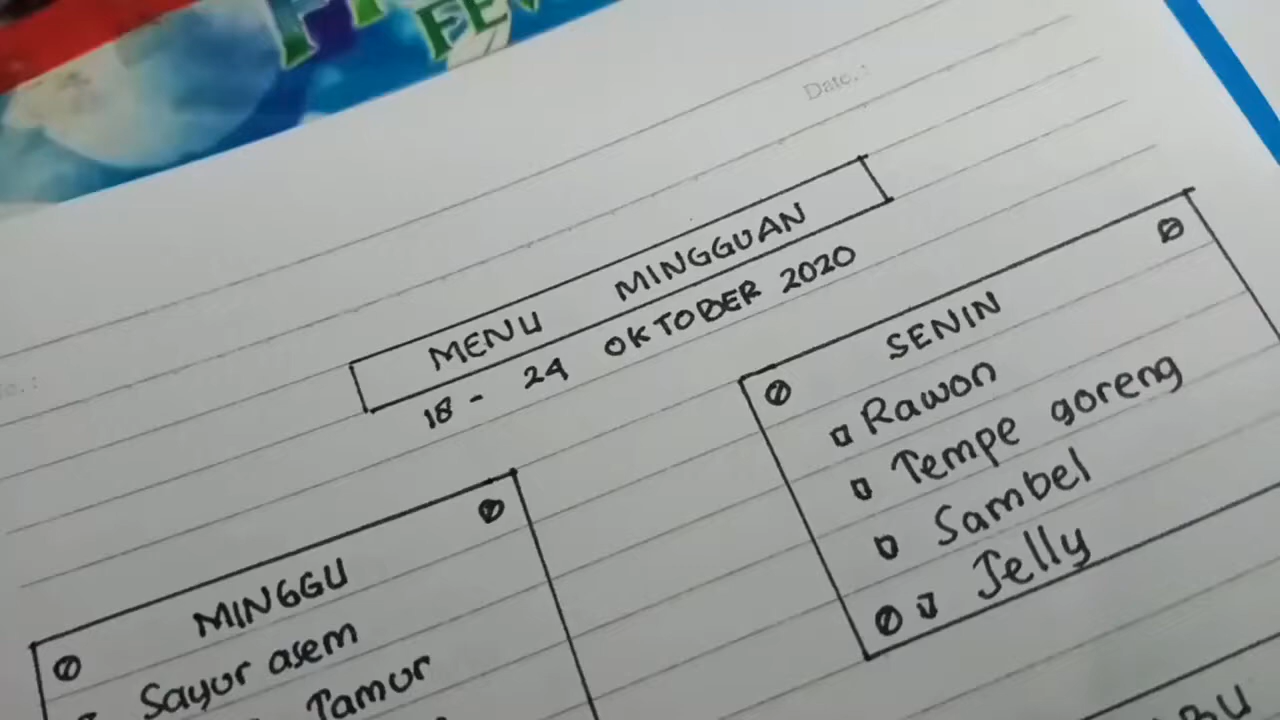 Date.:
MENU MINGGUAN
18 - 24 OKTOBER 2020
SENIN
Rawon
Tempe goreng
Sambel
Jelly
MINGGU
Sayur asem
Tamur